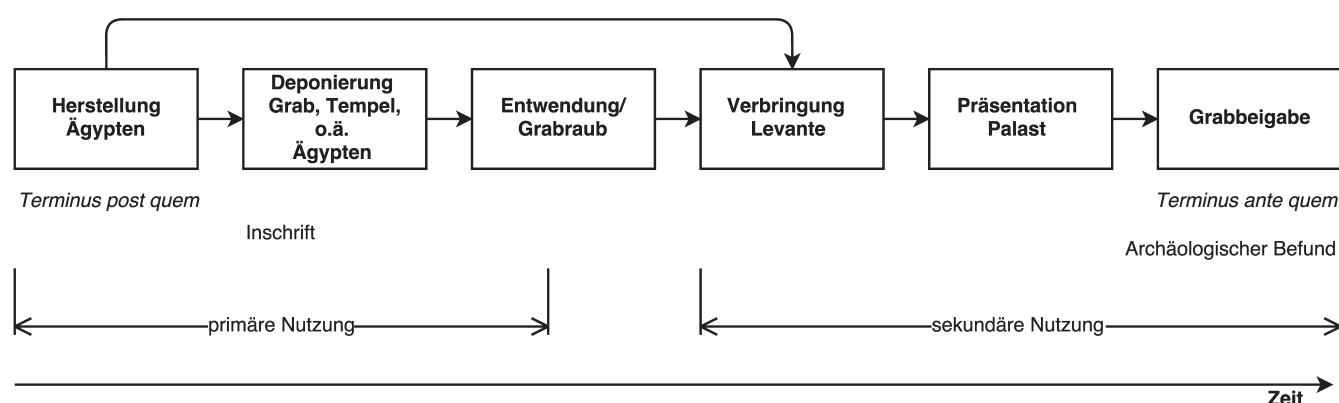 Herstellung
Ägypten
Deponierung
Grab, Tempel,
o.ä.
Ägypten
Entwendung/
Grabraub
Verbringung
Levante
Präsentation
Palast
Grabbeigabe
Terminus post quem
Terminus ante quem
Inschrift
Archäologischer Befund
primäre Nutzung
sekundäre Nutzung
Zeit